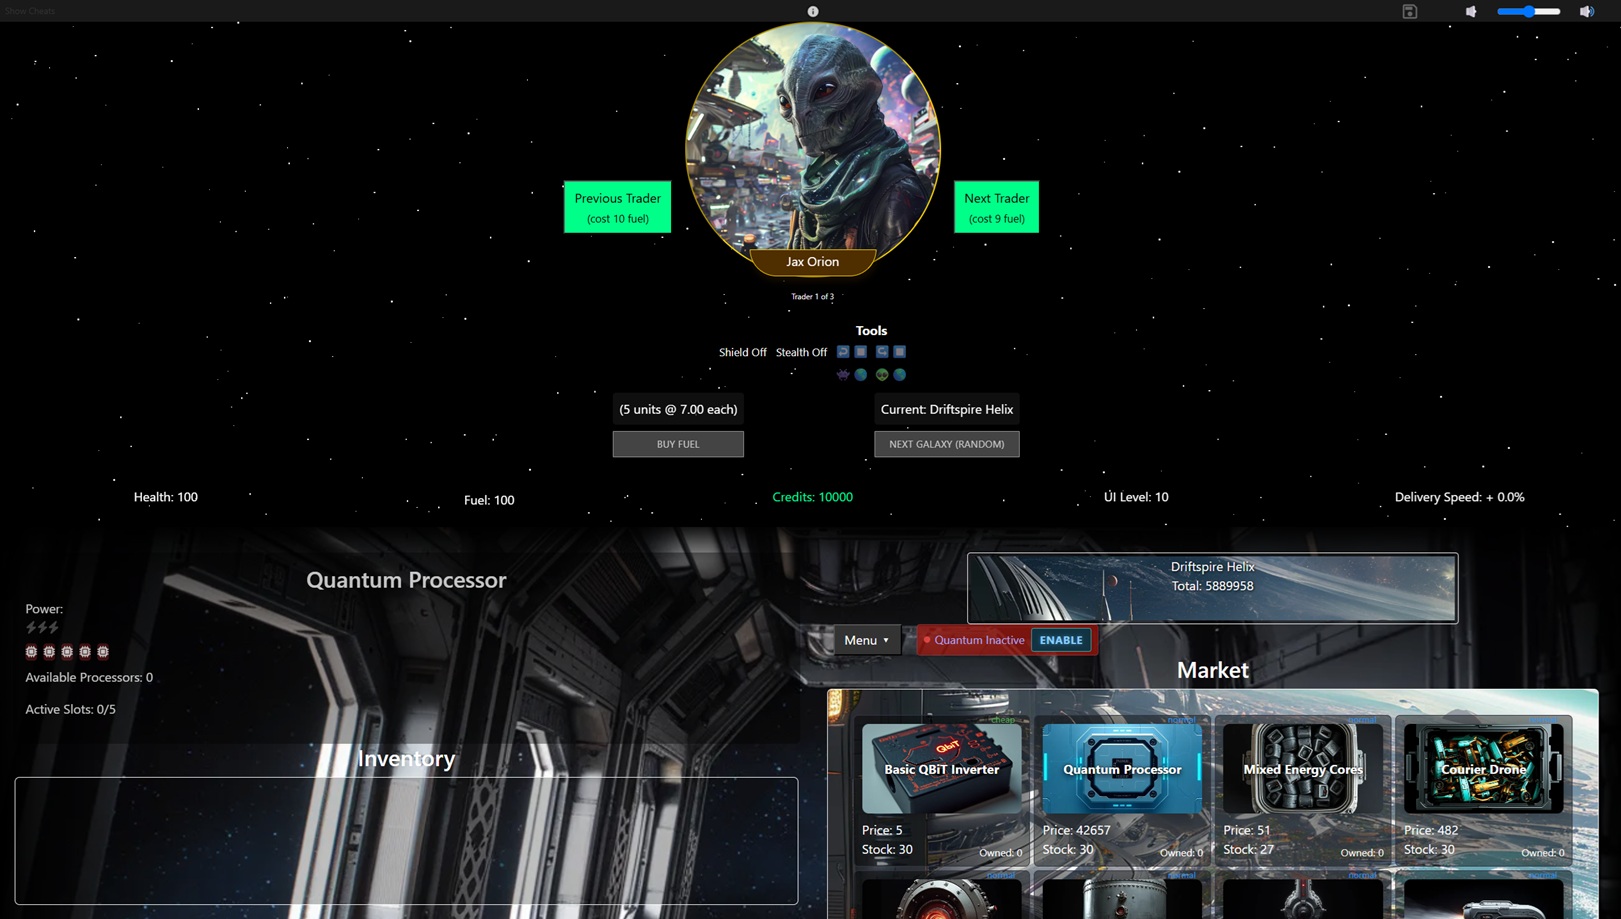 Show Cheats
Previous Trader
(cost 10 fuel)
Next Trader
(cost 9 fuel)
Jax Orion
Trader 1 of 3
Tools
Shield Off Stealth Off
(5 units @ 7.00 each)
Current: Driftspire Helix
BUY FUEL
NEXT GALAXY (RANDOM)
Health: 100
Fuel: 100
Credits: 10000
UI Level: 10
Delivery Speed: + 0.0%
Quantum Processor
Power:
Available Processors: 0
Active Slots: 0/5
Inventory
Driftspire Helix
Total: 5889958
Menu ▾
Quantum Inactive ENABLE
Market
cheap
QbiT
Basic QBiT Inverter
Price: 5
Stock: 30
Owned: 0
normal
Quantum Processor
Price: 42657
Stock: 30
Owned: 0
normal
Mixed Energy Cores
Price: 51
Stock: 27
Owned: 0
normal
Courier Drone
Price: 482
Stock: 30
Owned: 0
normal
normal
normal
normal